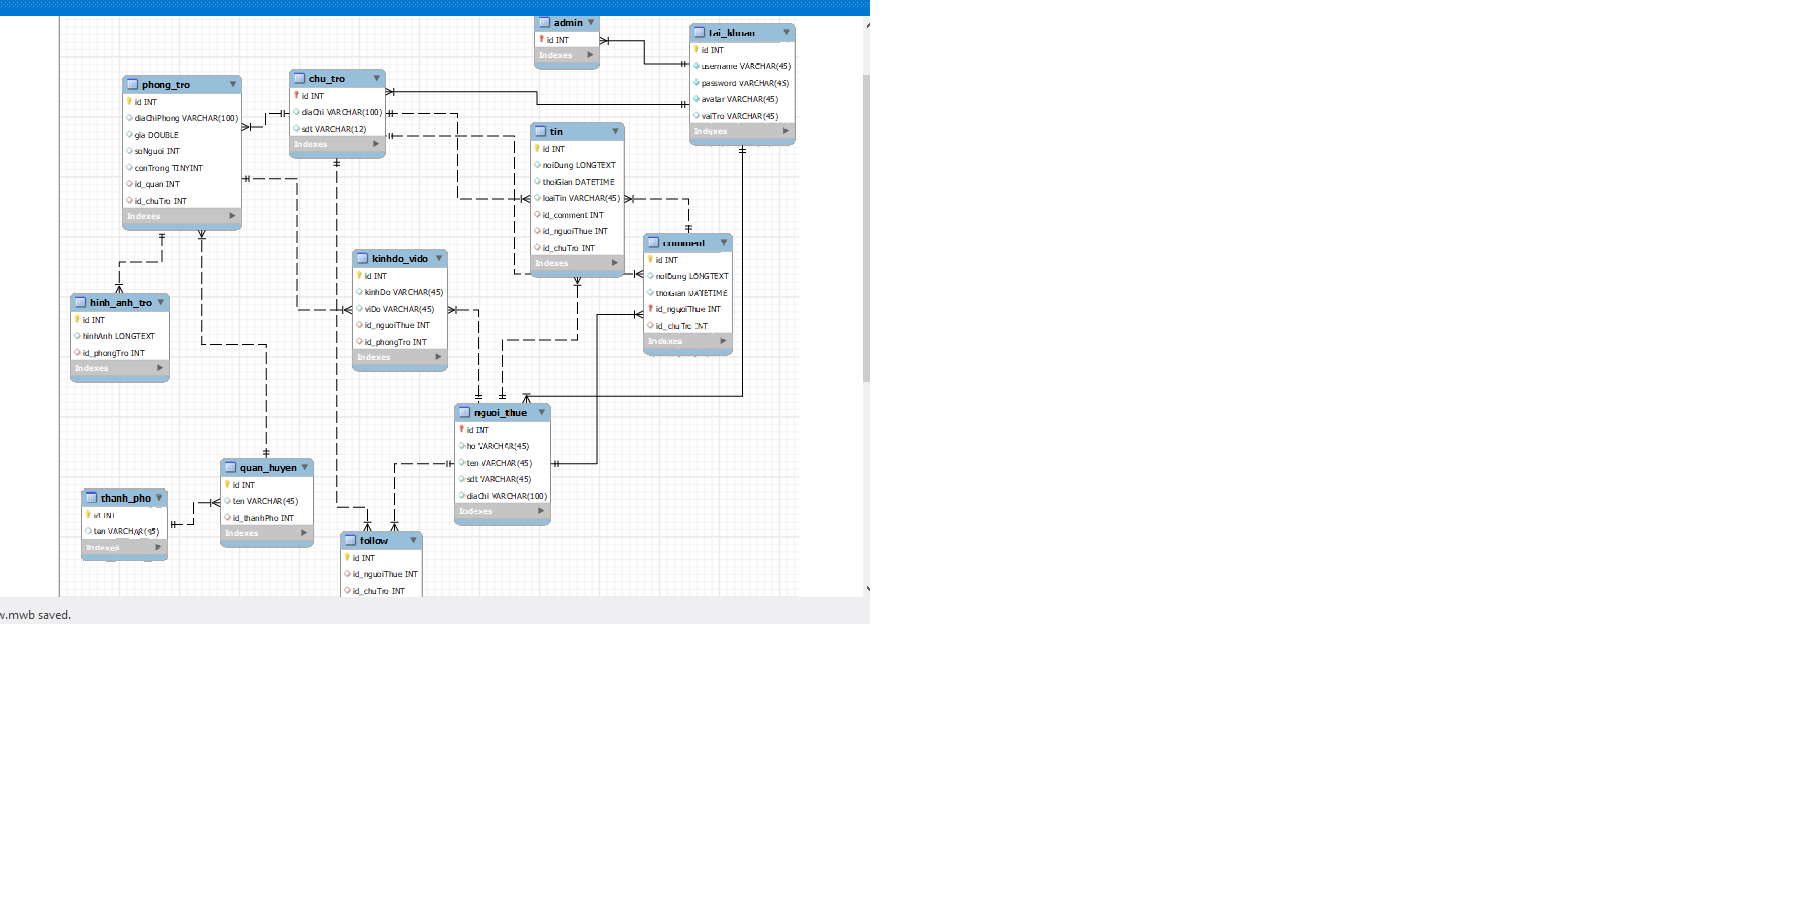 admin
id INT
Indexes
tai_khoan
id INT
username VARCHAR(45)
password VARCHAR(45)
avatar VARCHAR(45)
vaiTro VARCHAR(45)
Indexes
phong_tro
id INT
diaChiPhong VARCHAR(100)
gia DOUBLE
soNguoi INT
conTrong TINYINT
id_quan INT
id_chuTro INT
Indexes
chu_tro
id INT
diaChi VARCHAR(100)
sdt VARCHAR(12)
Indexes
tin
id INT
noiDung LONGTEXT
thoiGian DATETIME
loaiTin VARCHAR(45)
id_comment INT
id_nguoiThue INT
id_chuTro INT
Indexes
comment
id INT
noiDung LONGTEXT
thoiGian DATETIME
id_nguoiThue INT
id_chuTro INT
Indexes
kinhdo_vido
id INT
kinhDo VARCHAR(45)
viDo VARCHAR(45)
id_nguoiThue INT
id_phongTro INT
Indexes
hinh_anh_tro
id INT
hinhAnh LONGTEXT
id_phongTro INT
Indexes
nguoi_thue
id INT
ho VARCHAR(45)
ten VARCHAR(45)
sdt VARCHAR(45)
diaChi VARCHAR(100)
Indexes
quan_huyen
id INT
ten VARCHAR(45)
id_thanhPho INT
Indexes
thanh_pho
id INT
ten VARCHAR(45)
Indexes
follow
id INT
id_nguoiThue INT
id_chuTro INT
w.mwb saved.